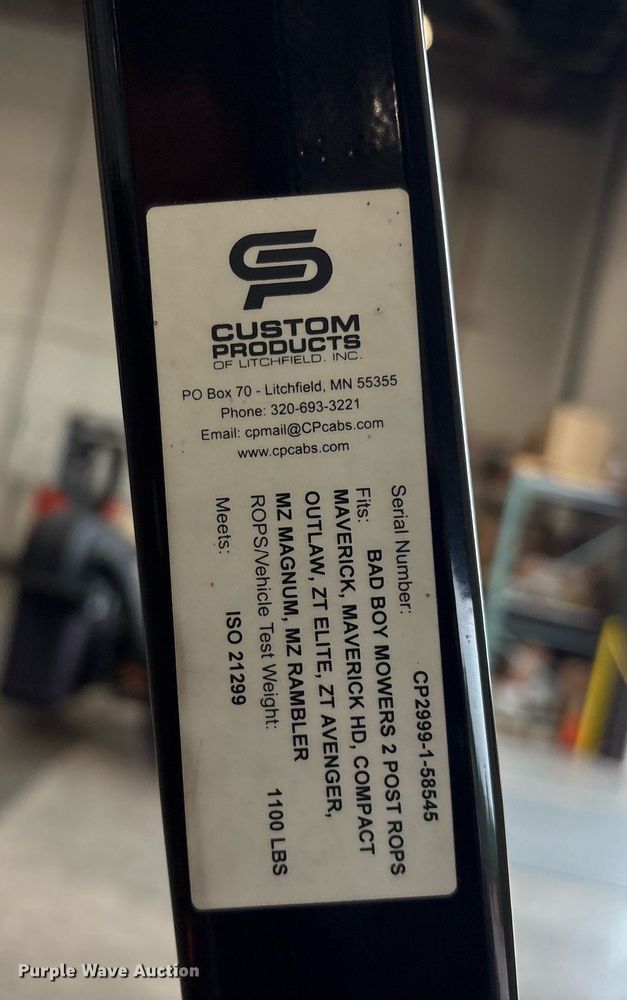 CP
CUSTOM
PRODUCTS
OF LITCHFIELD, INC.
PO Box 70 - Litchfield, MN 55355
Phone: 320-693-3221
Email: cpmail@CPcabs.com
www.cpcabs.com
Serial Number: CP2999-1-58545
Fits: BAD BOY MOWERS 2 POST ROPS
MAVERICK, MAVERICK HD, COMPACT
OUTLAW, ZT ELITE, ZT AVENGER,
MZ MAGNUM, MZ RAMBLER
ROPS/Vehicle Test Weight: 1100 LBS
Meets: ISO 21299
Purple Wave Auction